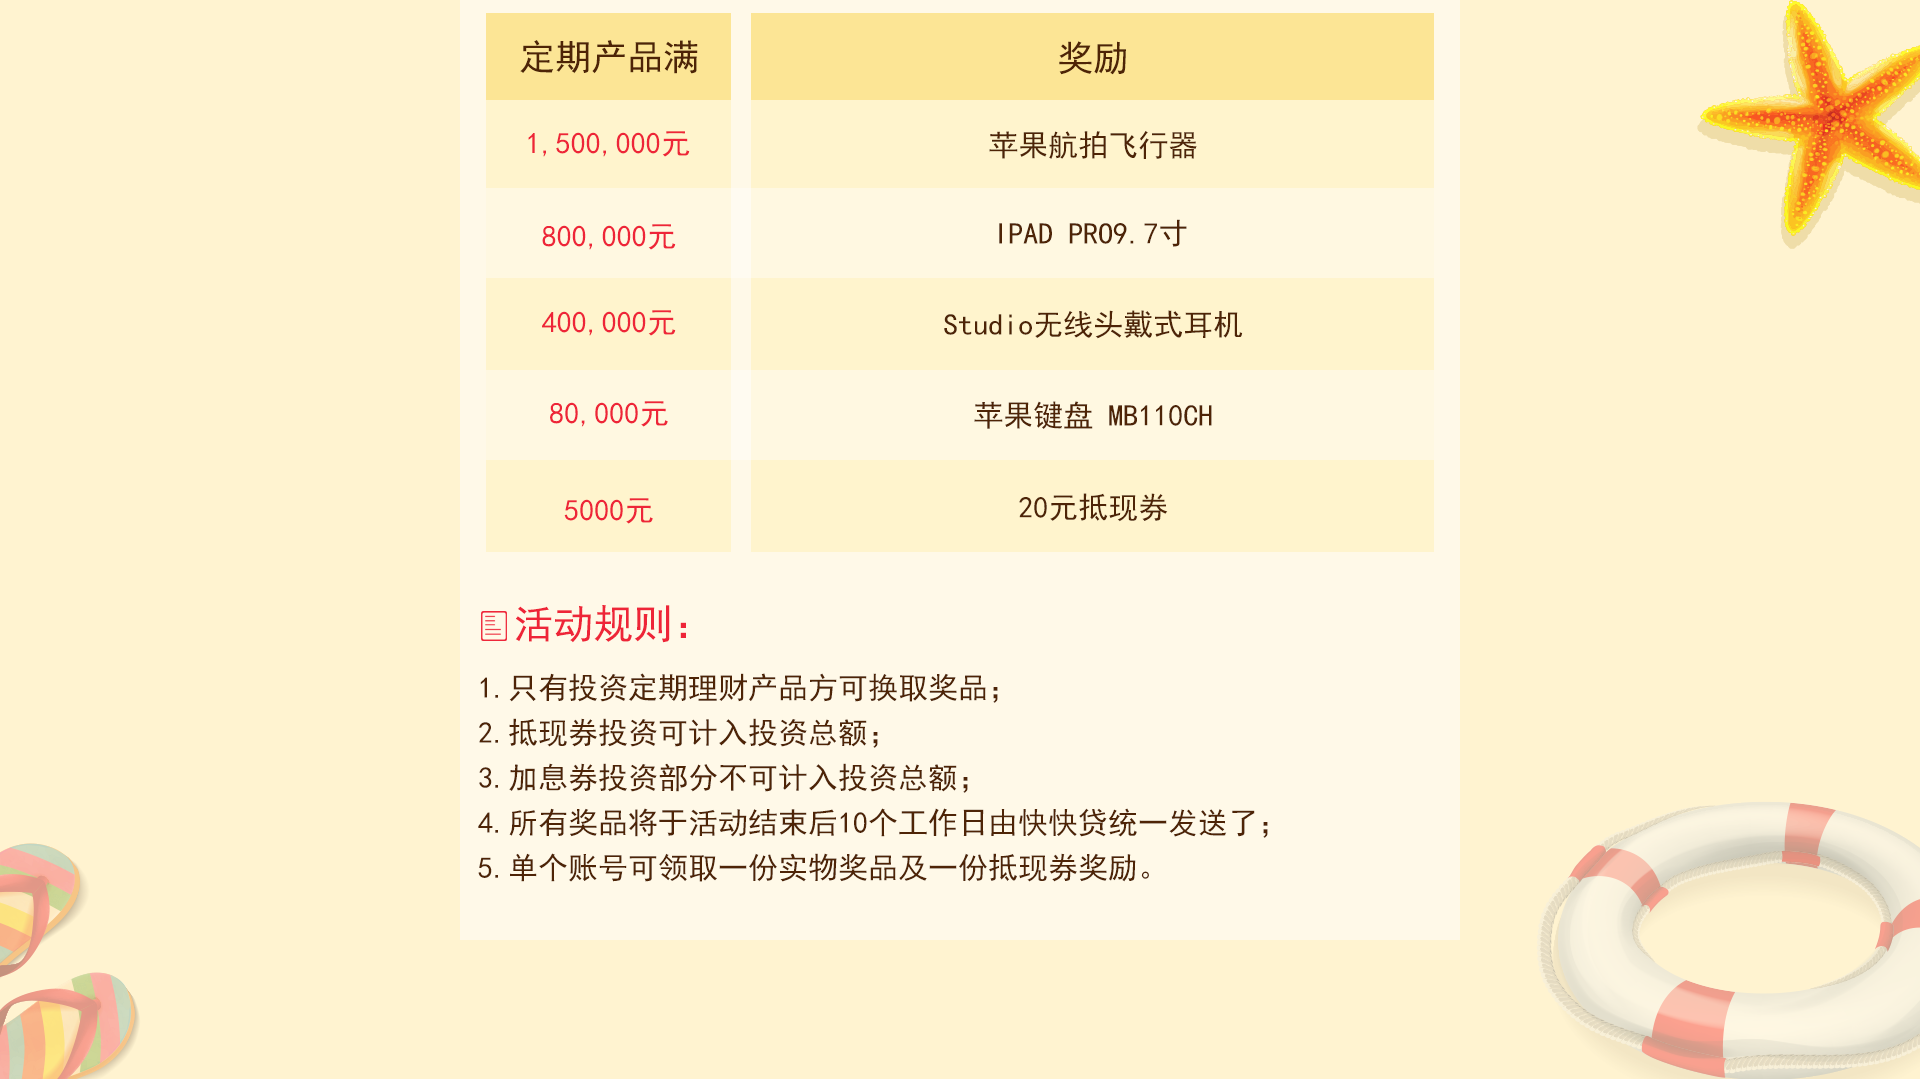 定期产品满 奖励
1,500,000元 苹果航拍飞行器
800,000元 IPAD PRO9.7寸
400,000元 Studio无线头戴式耳机
80,000元 苹果键盘 MB110CH
5000元 20元抵现券
活动规则：
1.只有投资定期理财产品方可换取奖品；
2.抵现券投资可计入投资总额；
3.加息券投资部分不可计入投资总额；
4.所有奖品将于活动结束后10个工作日由快快贷统一发送了；
5.单个账号可领取一份实物奖品及一份抵现券奖励。